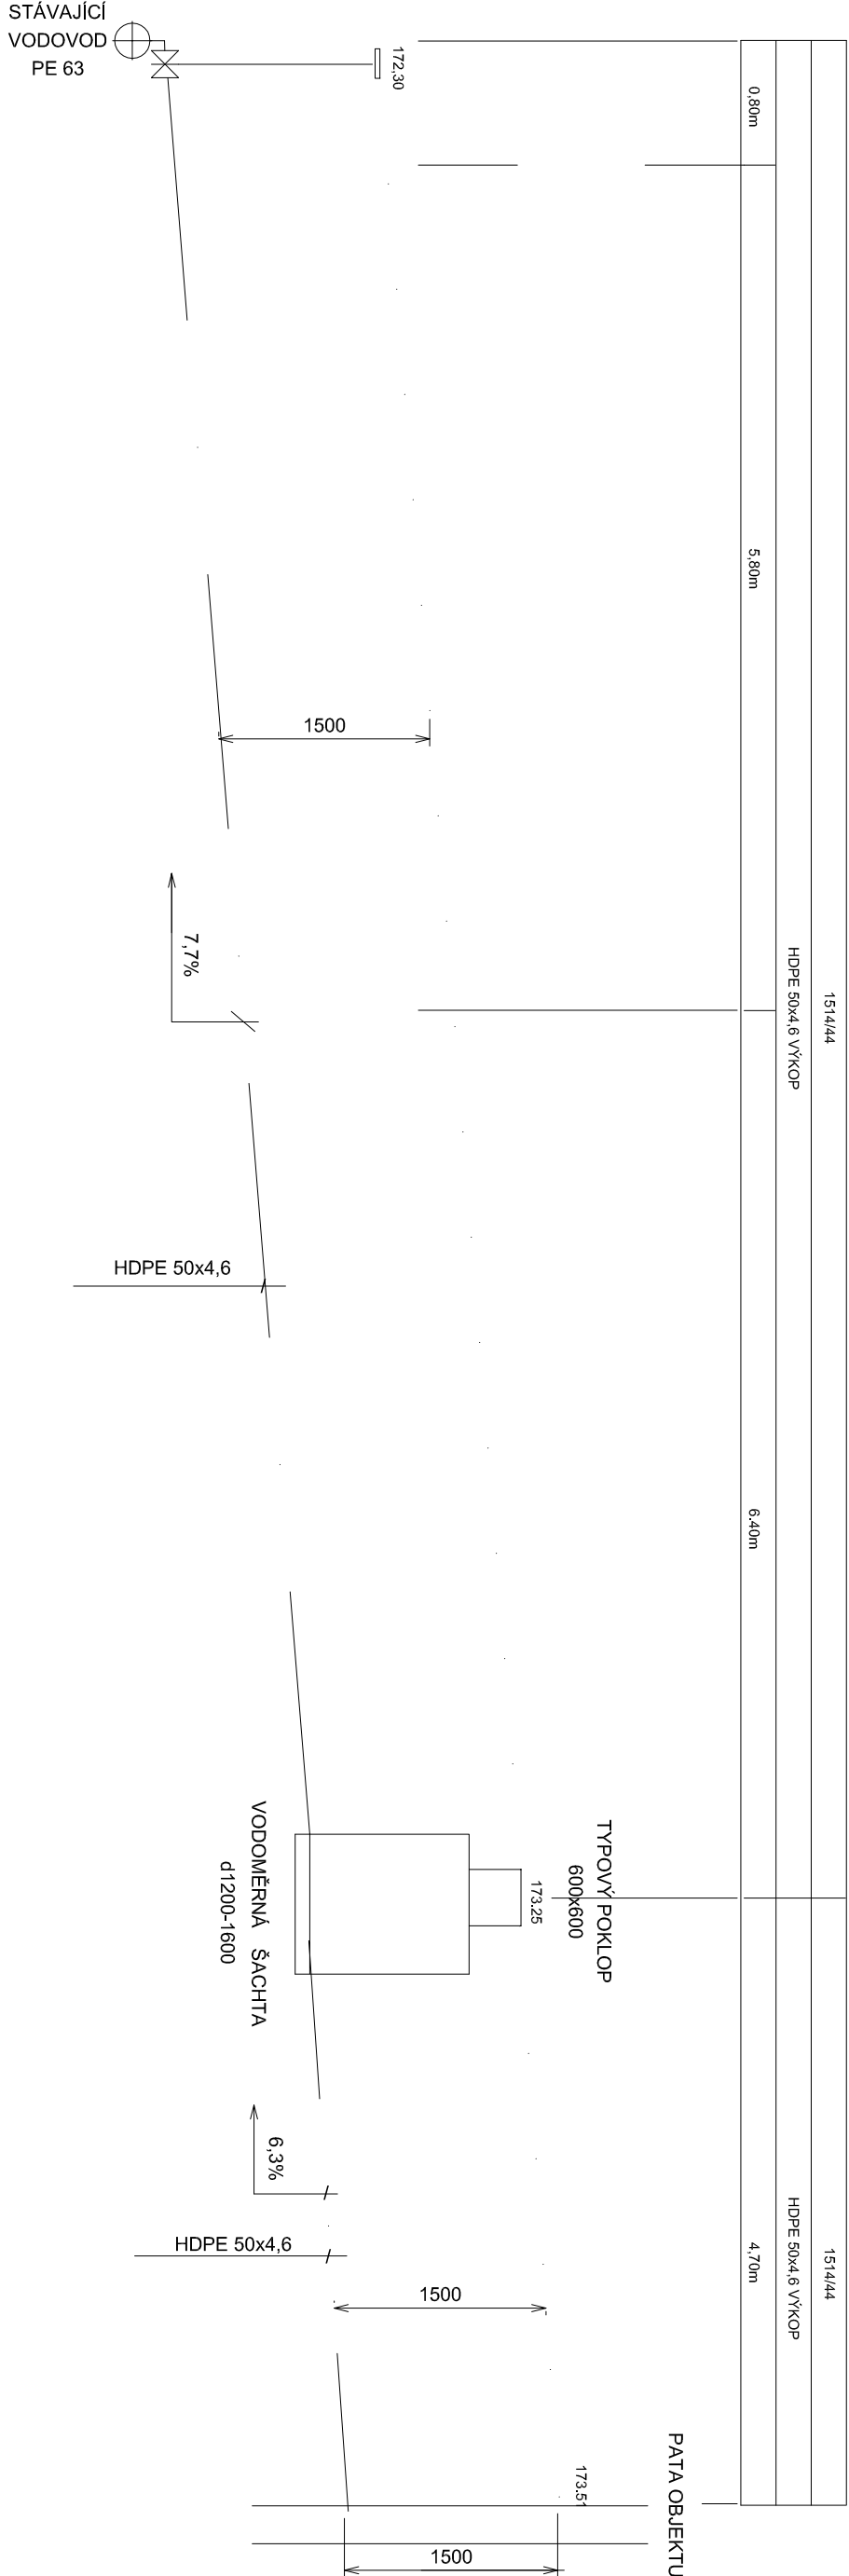 STÁVAJÍCÍ
VODOVOD
PE 63
172,30
0,80m
5,80m
1500
7,7%
HDPE 50x4,6 VÝKOP
1514/44
HDPE 50x4,6
6.40m
TYPOVÝ POKLOP
600x600
173.25
VODOMĚRNÁ ŠACHTA
d1200-1600
6,3%
HDPE 50x4,6
4,70m
HDPE 50x4,6 VÝKOP
1514/44
1500
173.51
PATA OBJEKTU
1500